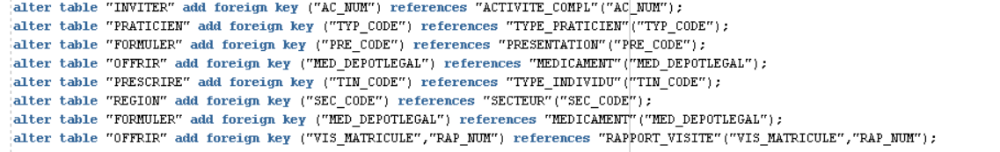 alter table "INVITER" add foreign key ("AC_NUM") references "ACTIVITE_COMPL"("AC_NUM");
alter table "PRATICIEN" add foreign key ("TYP_CODE") references "TYPE_PRATICIEN"("TYP_CODE");
alter table "FORMULER" add foreign key ("PRE_CODE") references "PRESENTATION"("PRE_CODE");
alter table "OFFRIR" add foreign key ("MED_DEPOTLEGAL") references "MEDICAMENT"("MED_DEPOTLEGAL");
alter table "PRESCRIRE" add foreign key ("TIN_CODE") references "TYPE_INDIVIDU"("TIN_CODE");
alter table "REGION" add foreign key ("SEC_CODE") references "SECTEUR"("SEC_CODE");
alter table "FORMULER" add foreign key ("MED_DEPOTLEGAL") references "MEDICAMENT"("MED_DEPOTLEGAL");
alter table "OFFRIR" add foreign key ("VIS_MATRICULE","RAP_NUM") references "RAPPORT_VISITE"("VIS_MATRICULE","RAP_NUM");